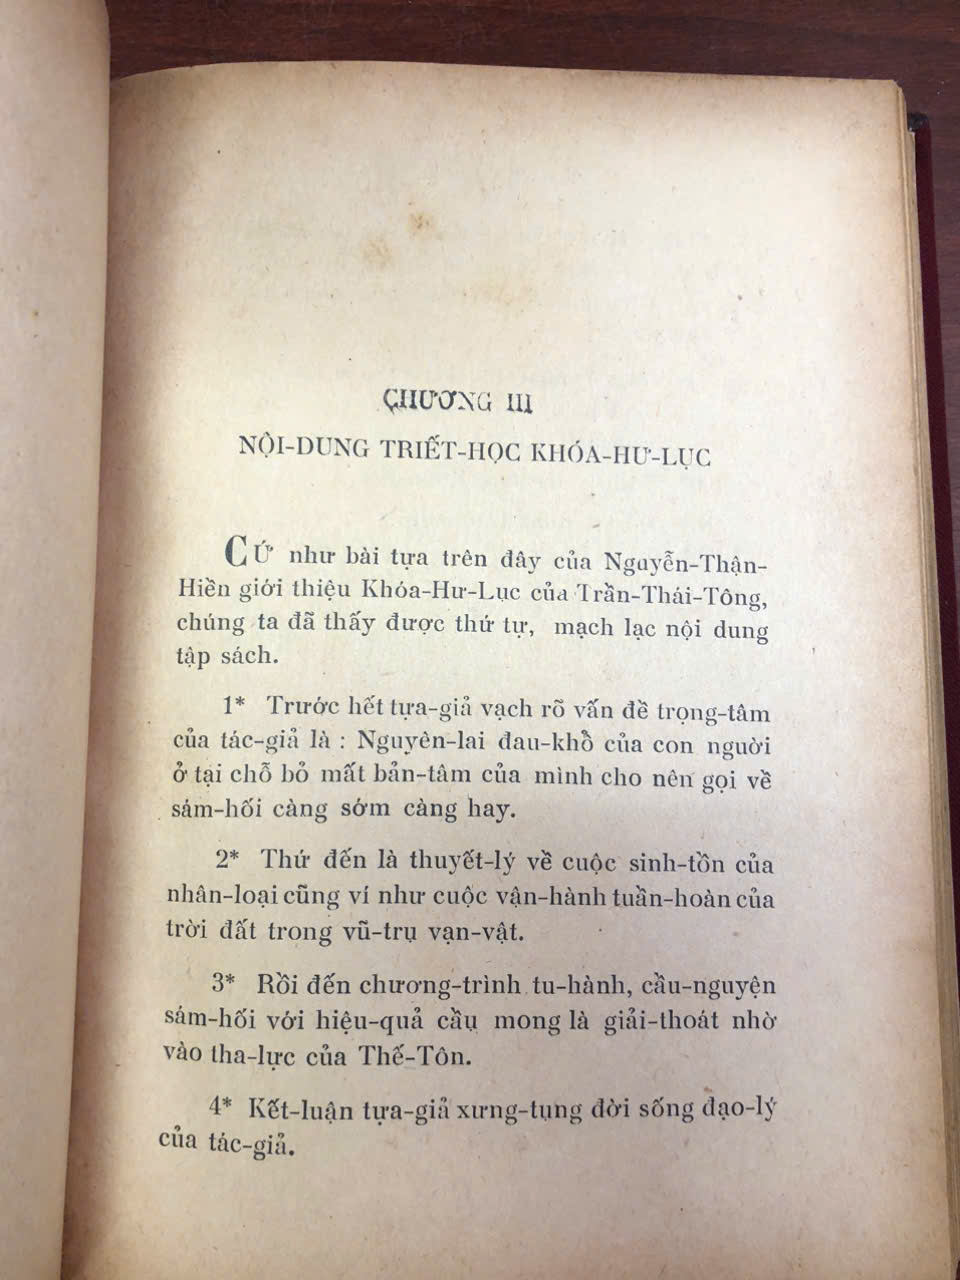 CHƯƠNG III
NỘI-DUNG TRIẾT-HỌC KHÓA-HƯ-LỤC
CỨ như bài tựa trên đây của Nguyễn-Thận-
Hiền giới thiệu Khóa-Hư-Lục của Trần-Thái-Tông,
chúng ta đã thấy được thứ tự, mạch lạc nội dung
tập sách.
1* Trước hết tựa-giả vạch rõ vấn đề trọng-tâm
của tác-giả là : Nguyên-lai đau-khổ của con nguời
ở tại chỗ bỏ mất bản-tâm của mình cho nên gọi về
sám-hối càng sớm càng hay.
2* Thứ đến là thuyết-lý về cuộc sinh-tồn của
nhân-loại cũng ví như cuộc vận-hành tuần-hoàn của
trời đất trong vũ-trụ vạn-vật.
3* Rồi đến chương-trình tu-hành, cầu-nguyện
sám-hối với hiệu-quả cầu mong là giải-thoát nhờ
vào tha-lực của Thế-Tôn.
4* Kết-luận tựa-giả xưng-tụng đời sống đạo-lý
của tác-giả.